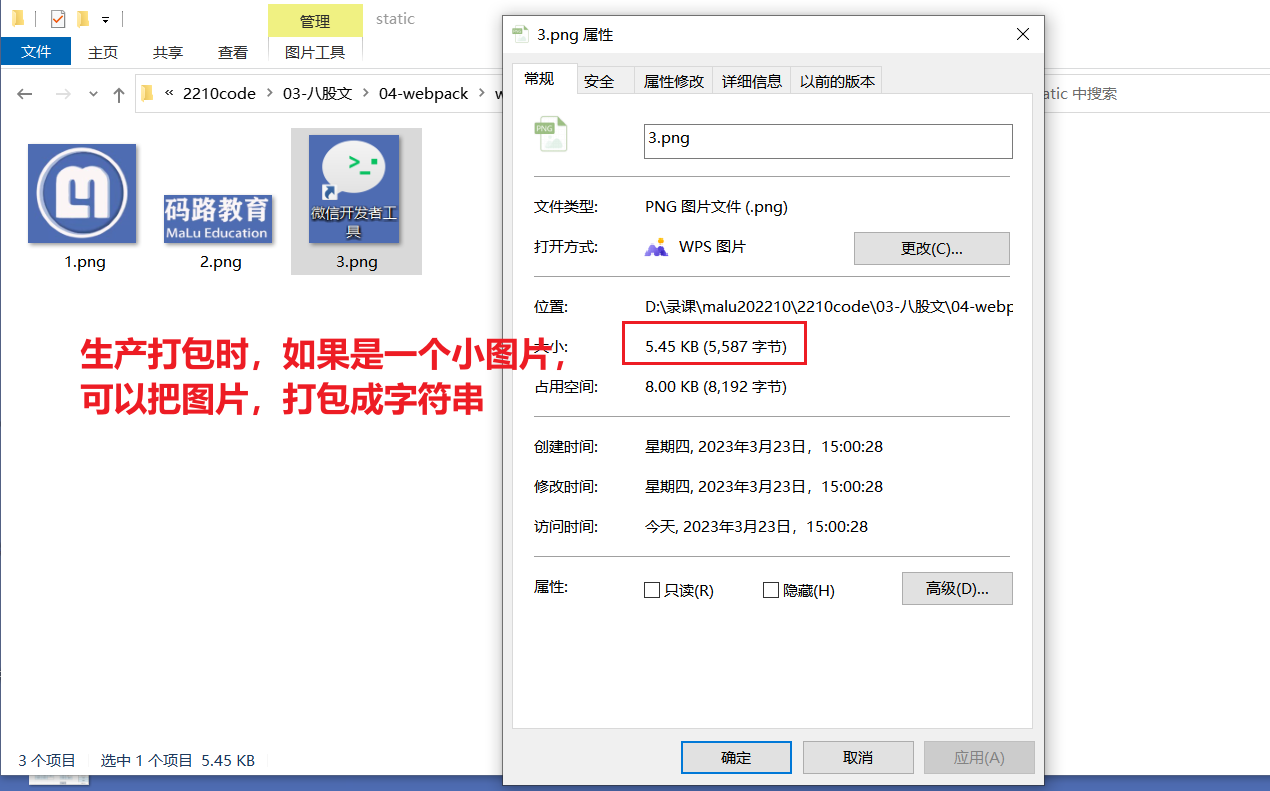 管理
static
文件
主页
共享
查看
图片工具
« 2210code > 03-八股文 > 04-webpack > w
atic 中搜索
微信开发者工
具
码路教育
MaLu Education
1.png
2.png
3.png
生产打包时，如果是一个小图片，
可以把图片，打包成字符串
3 个项目
选中 1 个项目 5.45 KB
3.png 属性
常规
安全
属性修改
详细信息
以前的版本
PNG
3.png
文件类型:
PNG 图片文件 (.png)
打开方式:
WPS 图片
更改(C)...
位置:
D:\录课\malu202210\2210code\03-八股文\04-webp
大小:
5.45 KB (5,587 字节)
占用空间:
8.00 KB (8,192 字节)
创建时间:
星期四, 2023年3月23日，15:00:28
修改时间:
星期四, 2023年3月23日，15:00:28
访问时间:
今天, 2023年3月23日，15:00:28
属性:
只读(R)
隐藏(H)
高级(D)...
确定
取消
应用(A)